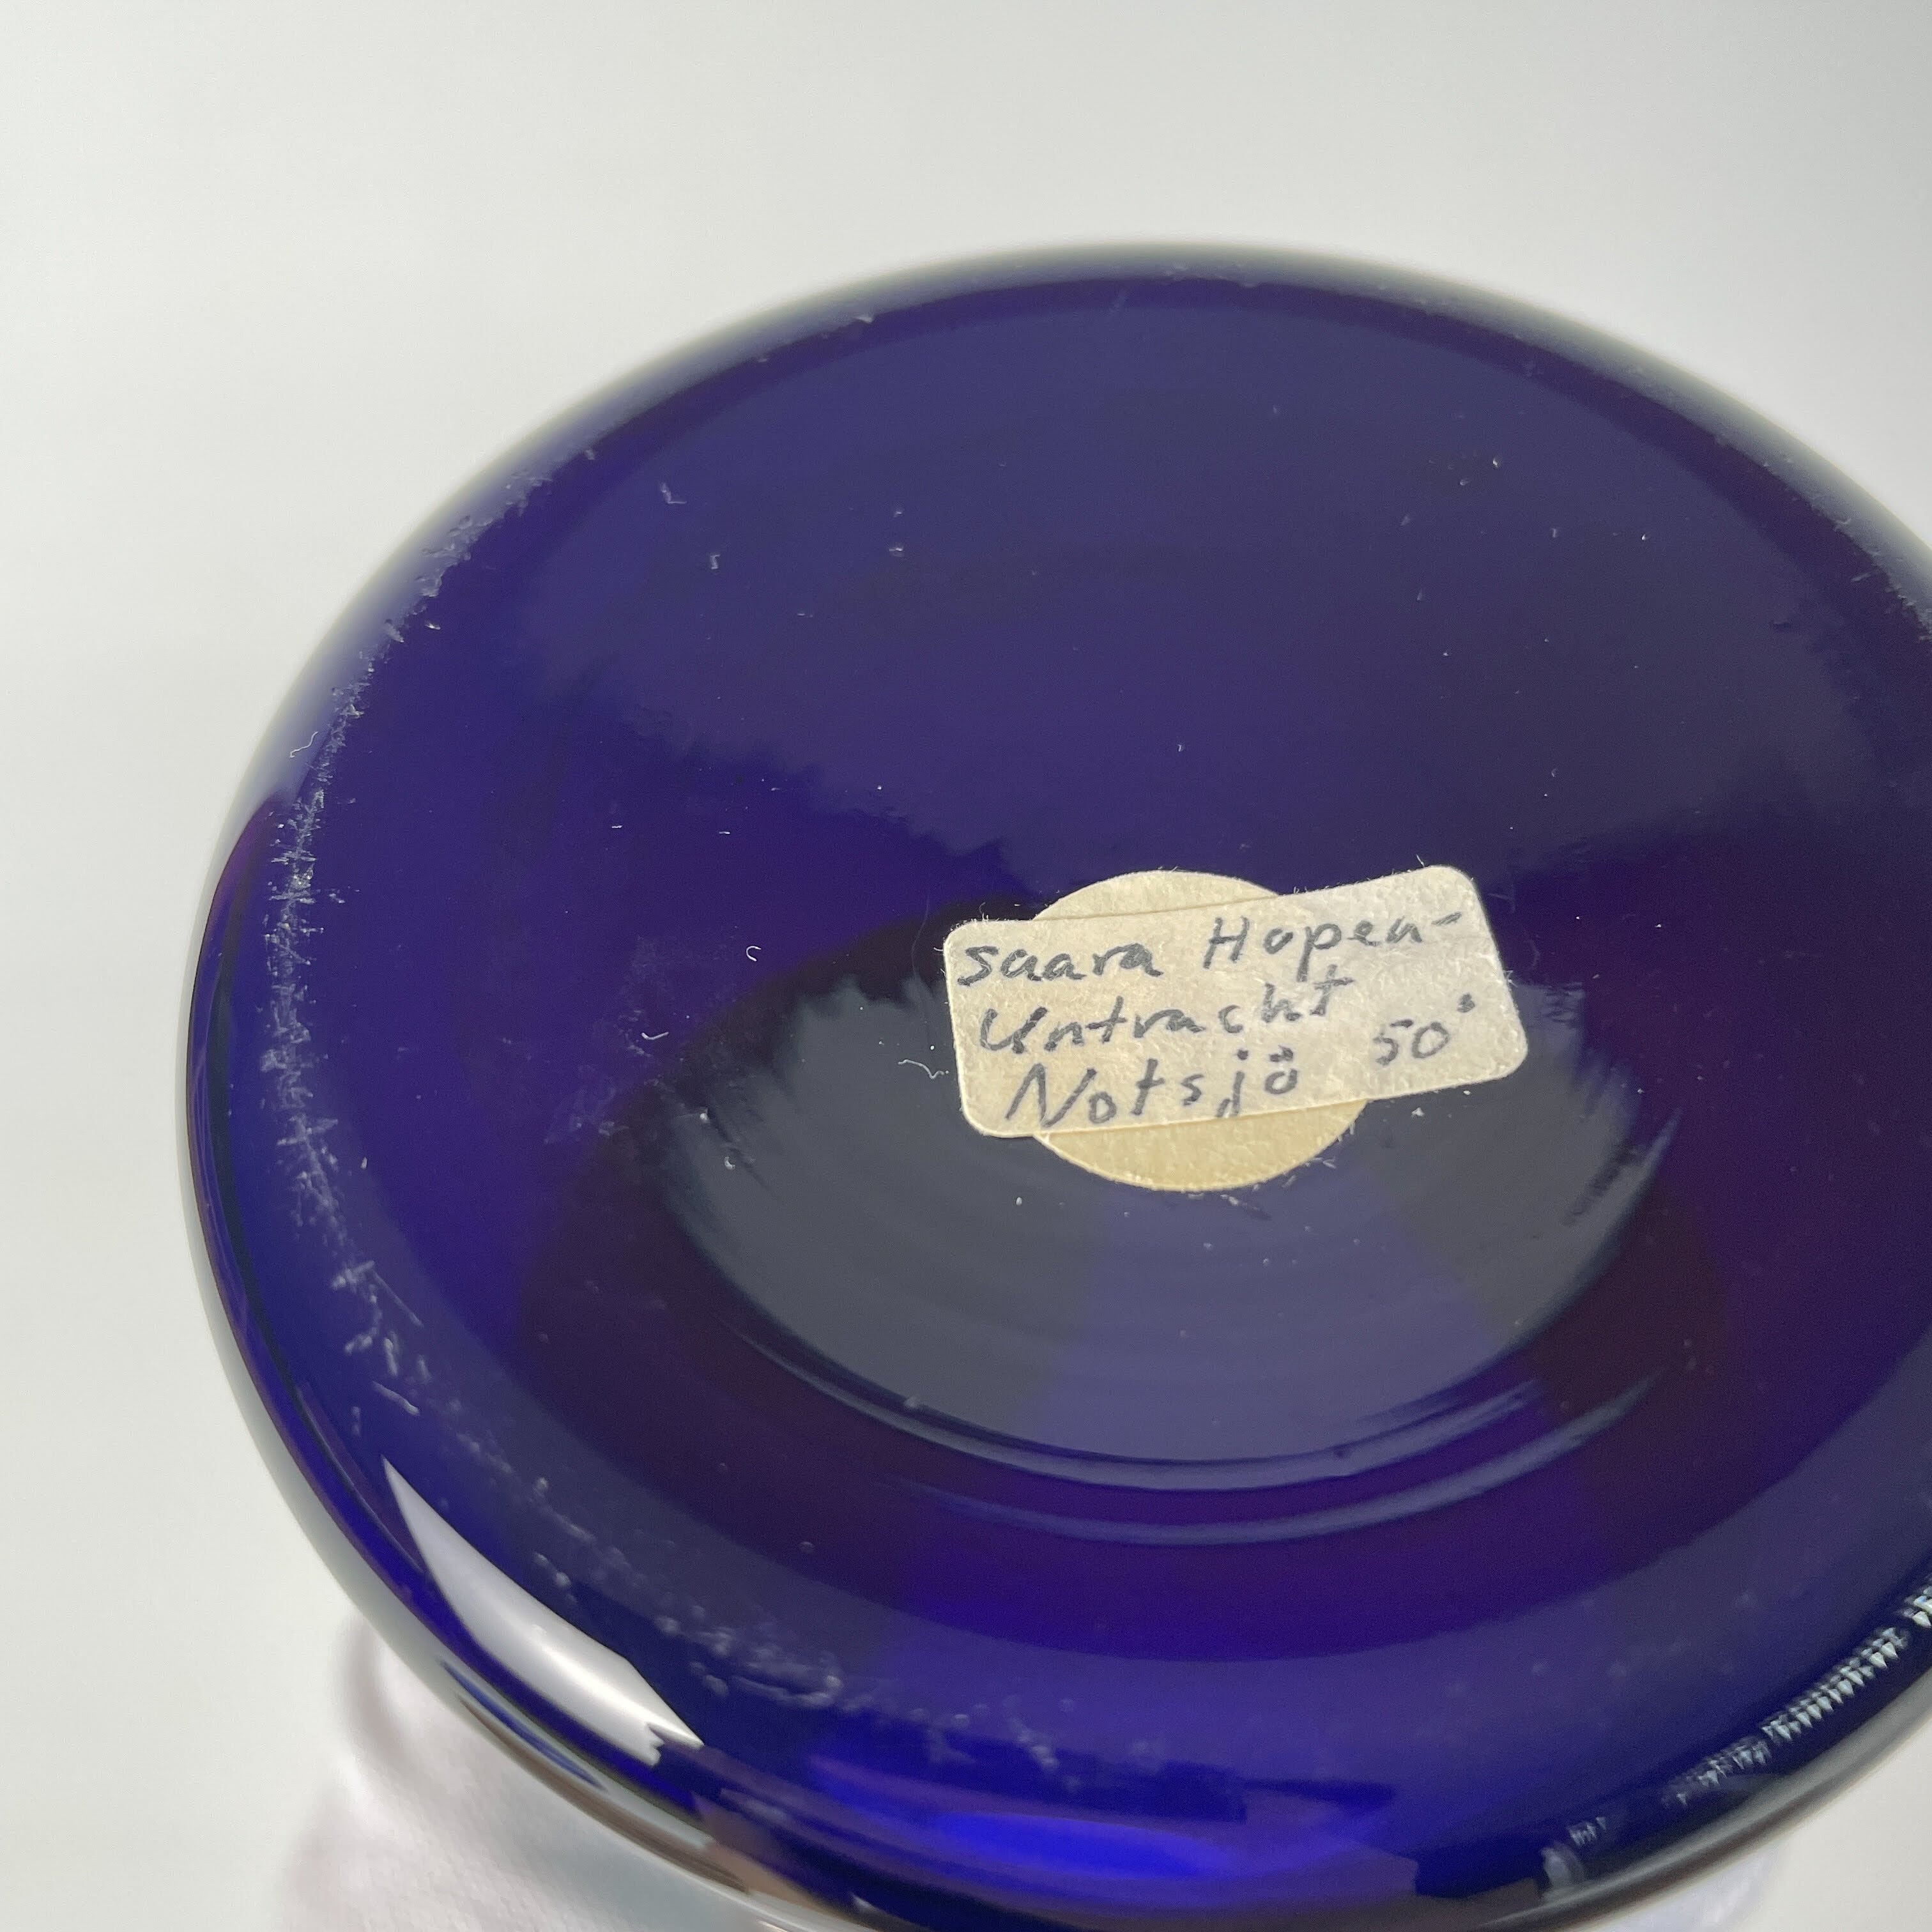 saara Hopea-
Untracht
Notsjö 50'